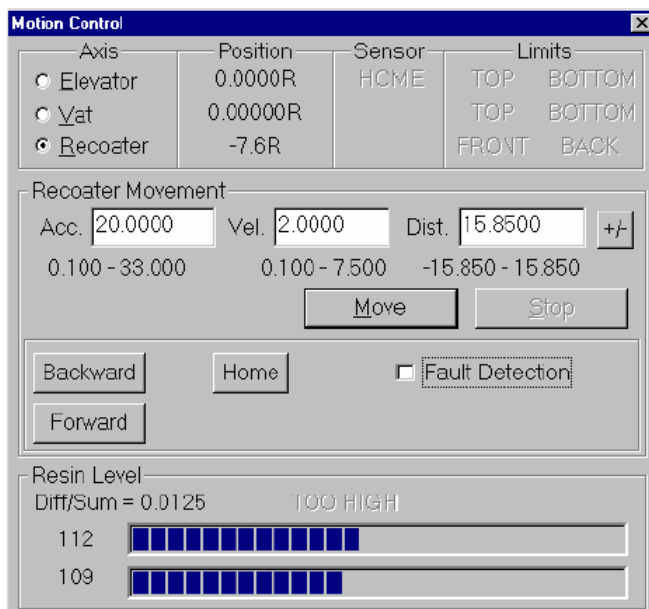 Motion Control
Axis Position Sensor Limits
Elevator 0.0000R HOME TOP BOTTOM
Vat 0.00000R TOP BOTTOM
Recoater -7.6R FRONT BACK
Recoater Movement
Acc. 20.0000 Vel. 2.0000 Dist. 15.8500 +/-
0.100 - 33.000 0.100 - 7.500 -15.850 - 15.850
Move Stop
Backward Home Fault Detection
Forward
Resin Level
Diff/Sum = 0.0125 TOO HIGH
112
109